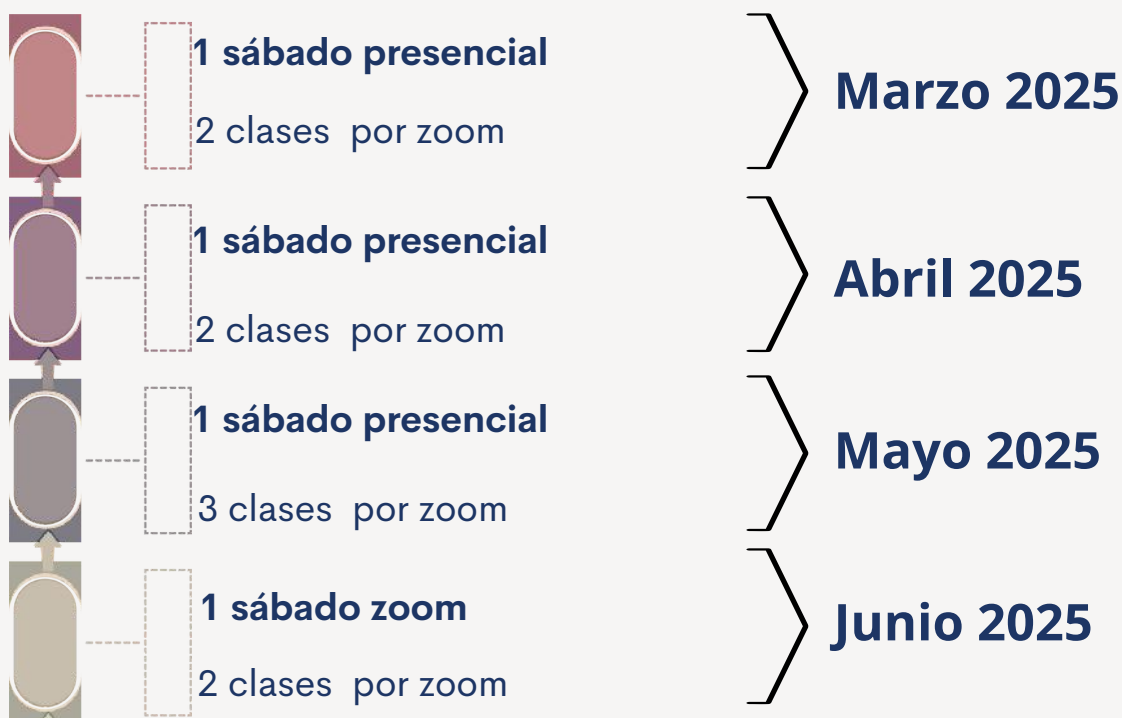 1 sábado presencial
2 clases por zoom
Marzo 2025
1 sábado presencial
2 clases por zoom
Abril 2025
1 sábado presencial
3 clases por zoom
Mayo 2025
1 sábado zoom
2 clases por zoom
Junio 2025